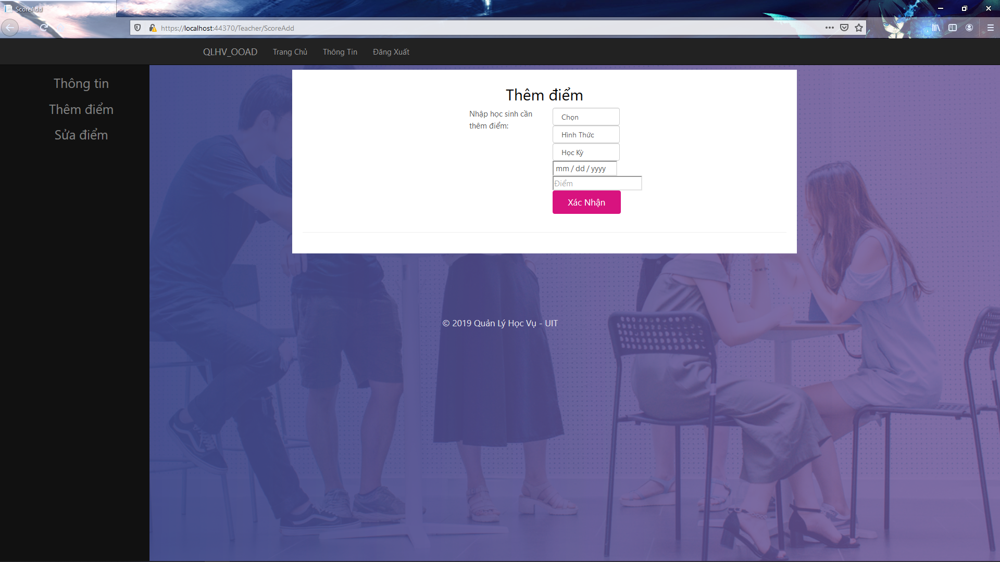 ScoreAdd
https://localhost:44370/Teacher/ScoreAdd
QLHV_OOAD Trang Chủ Thông Tin Đăng Xuất
Thông tin
Thêm điểm
Sửa điểm
Thêm điểm
Nhập học sinh cần
thêm điểm:
Chọn
Hình Thức
Học Kỳ
mm / dd / yyyy
Điểm
Xác Nhận
© 2019 Quản Lý Học Vụ - UIT